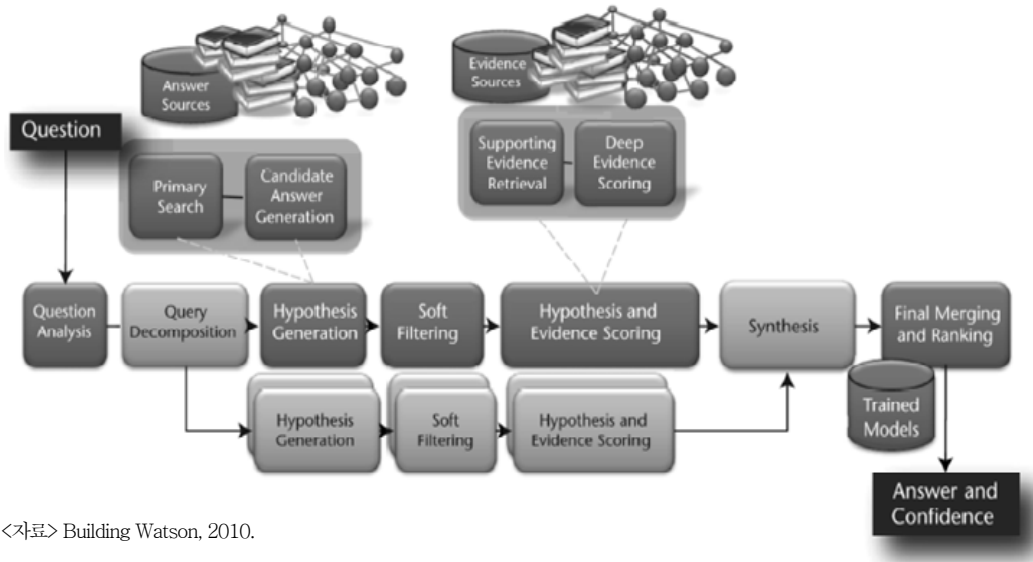 Answer
Sources
Evidence
Sources
Question
Primary
Search
Candidate
Answer
Generation
Supporting
Evidence
Retrieval
Deep
Evidence
Scoring
Question
Analysis
Query
Decomposition
Hypothesis
Generation
Soft
Filtering
Hypothesis and
Evidence Scoring
Synthesis
Final Merging
and Ranking
Hypothesis
Generation
Soft
Filtering
Hypothesis and
Evidence Scoring
Trained
Models
Answer and
Confidence
<자료> Building Watson, 2010.